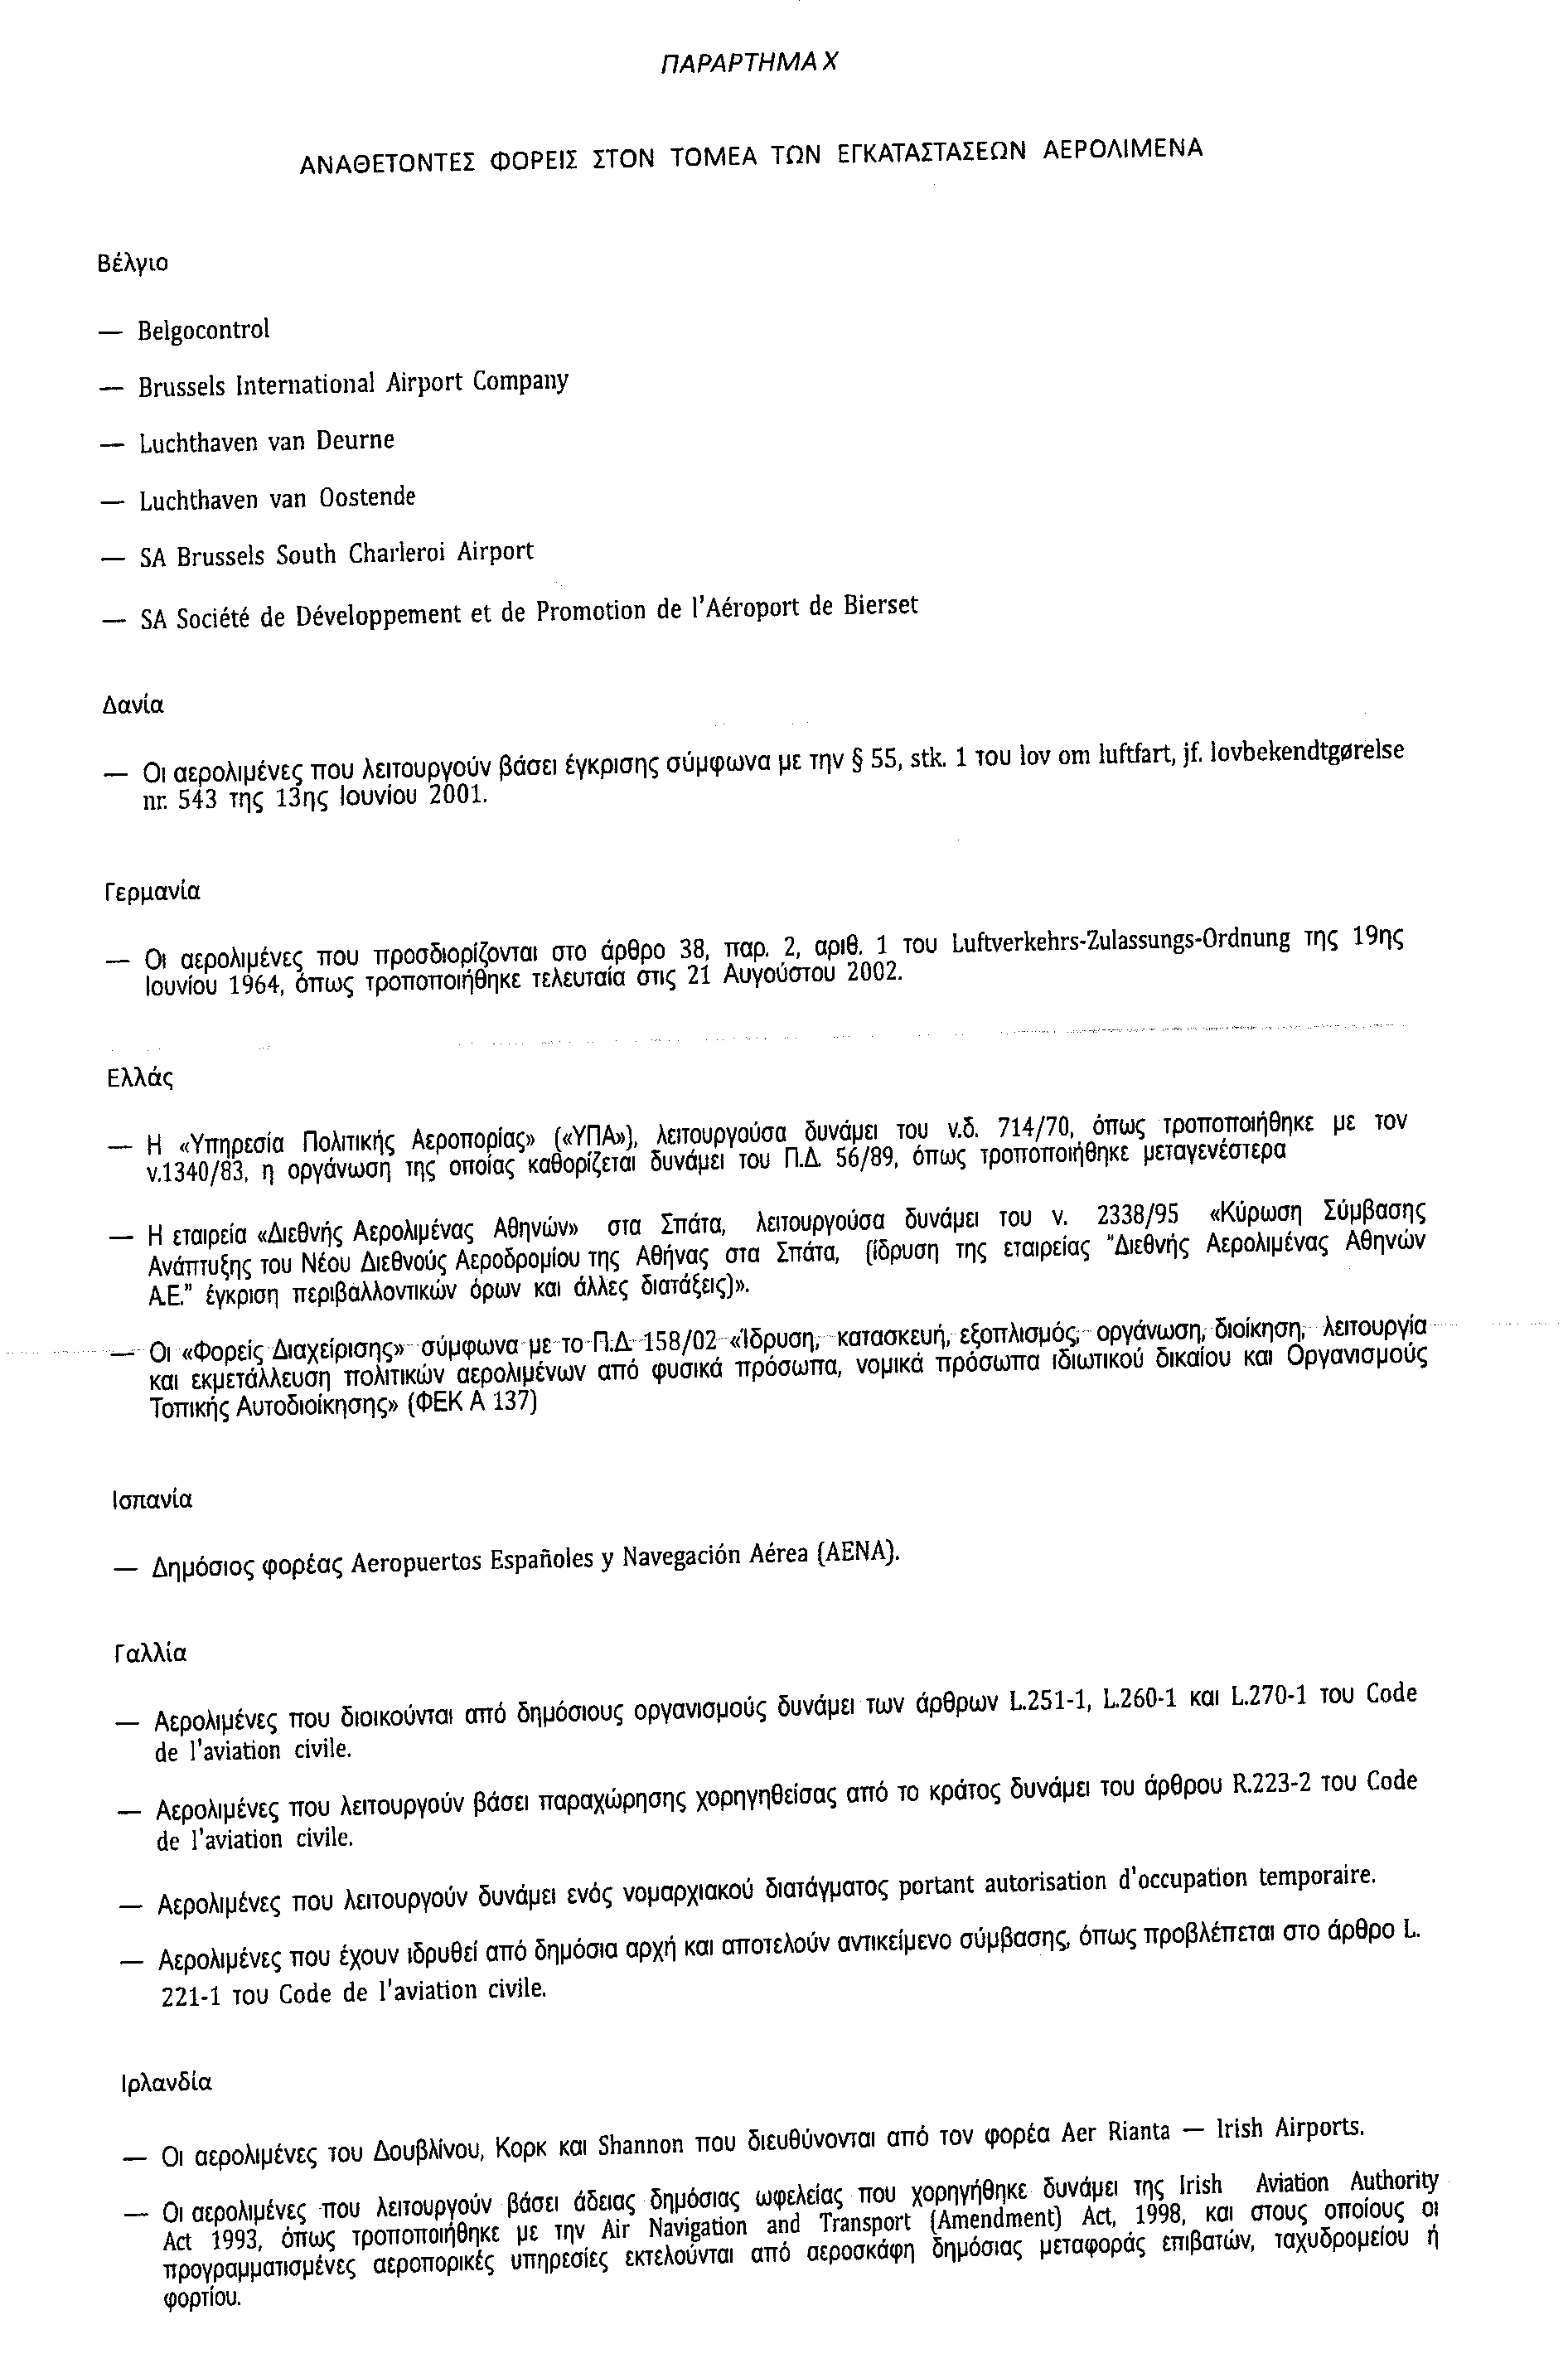 ΠΑΡΑΡΤΗΜΑ Χ
ΑΝΑΘΕΤΟΝΤΕΣ ΦΟΡΕΙΣ ΣΤΟΝ ΤΟΜΕΑ ΤΩΝ ΕΓΚΑΤΑΣΤΑΣΕΩΝ ΑΕΡΟΛΙΜΕΝΑ
Βέλγιο
— Belgocontrol
— Brussels International Airport Company
— Luchthaven van Deurne
— Luchthaven van Oostende
— SA Brussels South Charleroi Airport
— SA Société de Développement et de Promotion de l'Aéroport de Bierset
Δανία
— Οι αερολιμένες που λειτουργούν βάσει έγκρισης σύμφωνα με την § 55, stk. 1 του lov om luftfart, jf. lovbekendtgørelse
nr. 543 της 13ης Ιουνίου 2001.
Γερμανία
— Οι αερολιμένες που προσδιορίζονται στο άρθρο 38, παρ. 2, αριθ. 1 του Luftverkehrs-Zulassungs-Ordnung της 19ης
Ιουνίου 1964, όπως τροποποιήθηκε τελευταία στις 21 Αυγούστου 2002.
Ελλάς
— Η «Υπηρεσία Πολιτικής Αεροπορίας» («ΥΠΑ»), λειτουργούσα δυνάμει του ν.δ. 714/70, όπως τροποποιήθηκε με τον
ν.1340/83, η οργάνωση της οποίας καθορίζεται δυνάμει του Π.Δ. 56/89, όπως τροποποιήθηκε μεταγενέστερα
— Η εταιρεία «Διεθνής Αερολιμένας Αθηνών» στα Σπάτα, λειτουργούσα δυνάμει του ν. 2338/95 «Κύρωση Σύμβασης
Ανάπτυξης του Νέου Διεθνούς Αεροδρομίου της Αθήνας στα Σπάτα, (ίδρυση της εταιρείας "Διεθνής Αερολιμένας Αθηνών
Α.Ε." έγκριση περιβαλλοντικών όρων και άλλες διατάξεις)».
— Οι «Φορείς Διαχείρισης» σύμφωνα με το Π.Δ 158/02 «Ίδρυση, κατασκευή, εξοπλισμός, οργάνωση, διοίκηση, λειτουργία
και εκμετάλλευση πολιτικών αερολιμένων από φυσικά πρόσωπα, νομικά πρόσωπα ιδιωτικού δικαίου και Οργανισμούς
Τοπικής Αυτοδιοίκησης» (ΦΕΚ Α 137)
Ισπανία
— Δημόσιος φορέας Aeropuertos Españoles y Navegación Aérea (AENA).
Γαλλία
— Αερολιμένες που διοικούνται από δημόσιους οργανισμούς δυνάμει των άρθρων L.251-1, L.260-1 και L.270-1 του Code
de l'aviation civile.
— Αερολιμένες που λειτουργούν βάσει παραχώρησης χορηγηθείσας από το κράτος δυνάμει του άρθρου R.223-2 του Code
de l'aviation civile.
— Αερολιμένες που λειτουργούν δυνάμει ενός νομαρχιακού διατάγματος portant autorisation d'occupation temporaire.
— Αερολιμένες που έχουν ιδρυθεί από δημόσια αρχή και αποτελούν αντικείμενο σύμβασης, όπως προβλέπεται στο άρθρο L.
221-1 του Code de l'aviation civile.
Ιρλανδία
— Οι αερολιμένες του Δουβλίνου, Κορκ και Shannon που διευθύνονται από τον φορέα Aer Rianta — Irish Airports.
— Οι αερολιμένες που λειτουργούν βάσει άδειας δημόσιας ωφελείας που χορηγήθηκε δυνάμει της Irish Aviation Authority
Act 1993, όπως τροποποιήθηκε με την Air Navigation and Transport (Amendment) Act, 1998, και στους οποίους οι
προγραμματισμένες αεροπορικές υπηρεσίες εκτελούνται από αεροσκάφη δημόσιας μεταφοράς επιβατών, ταχυδρομείου ή
φορτίου.